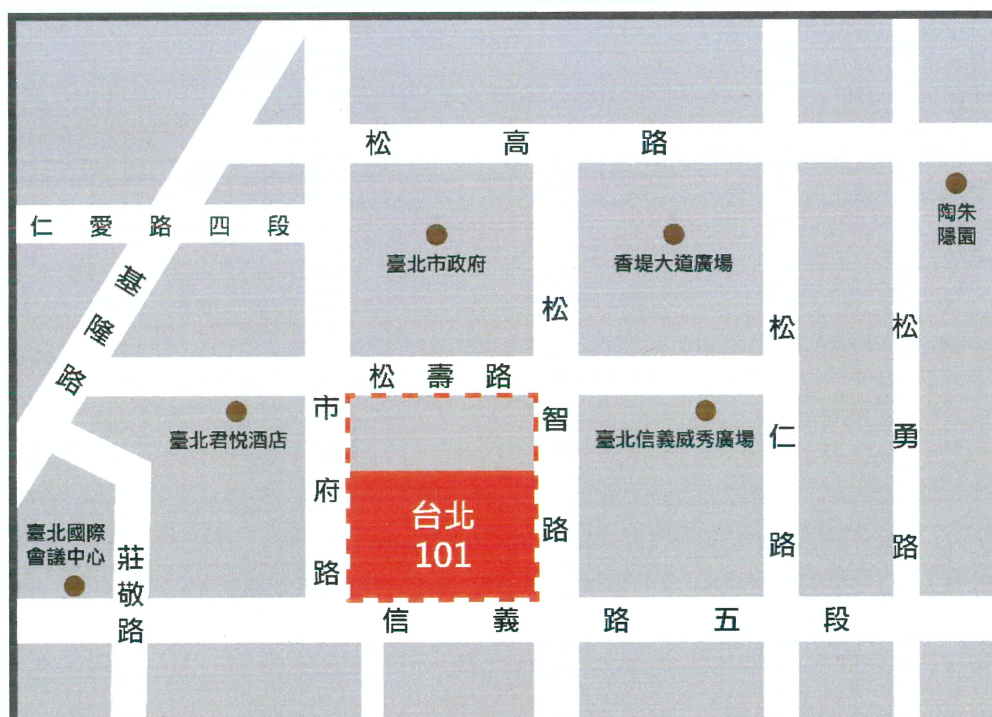 松高路
仁愛路四段
陶朱
隱園
臺北市政府
香堤大道廣場
基隆路
松壽路
市府路
松智路
松仁路
松勇路
臺北君悦酒店
臺北信義威秀廣場
台北
101
臺北國際
會議中心
莊敬路
信義路五段